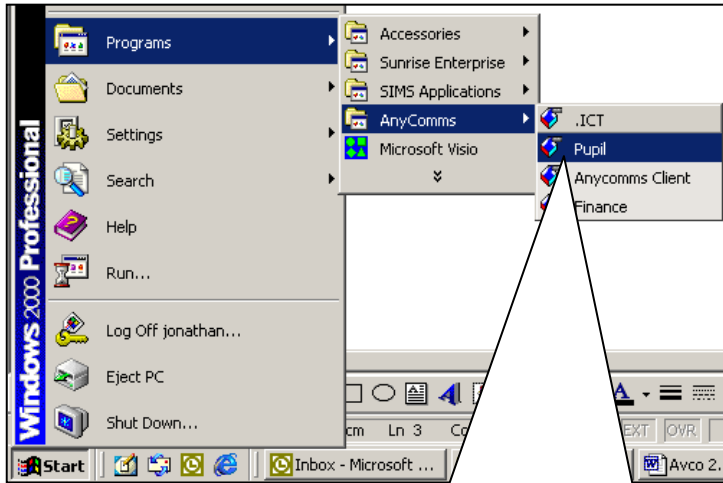 Programs
Documents
Settings
Search
Help
Run...
Log Off jonathan...
Eject PC
Shut Down...
Windows 2000 Professional
Accessories
Sunrise Enterprise
SIMS Applications
AnyComms
Microsoft Visio
.ICT
Pupil
Anycomms Client
Finance
cm Ln 3
EXT OVR
Start
Inbox - Microsoft ...
Avco 2.